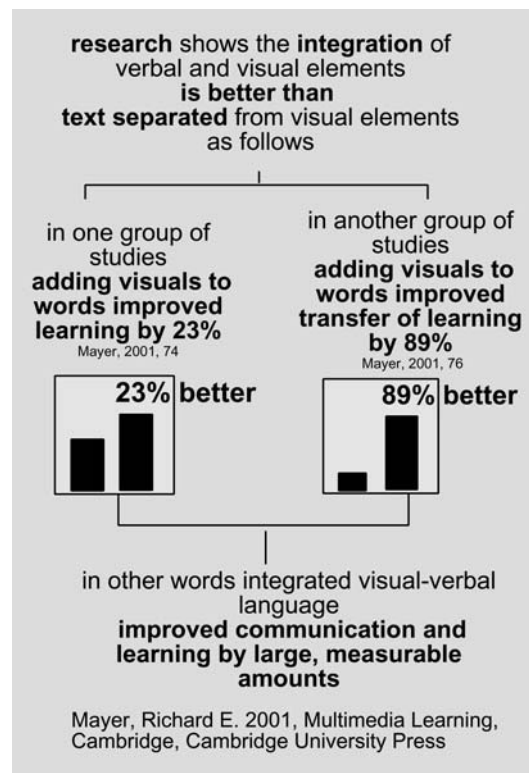 research shows the integration of
verbal and visual elements
is better than
text separated from visual elements
as follows
in one group of
studies
adding visuals to
words improved
learning by 23%
Mayer, 2001, 74
23% better
in another group of
studies
adding visuals to
words improved
transfer of learning
by 89%
Mayer, 2001, 76
89% better
in other words integrated visual-verbal
language
improved communication and
learning by large, measurable
amounts
Mayer, Richard E. 2001, Multimedia Learning,
Cambridge, Cambridge University Press